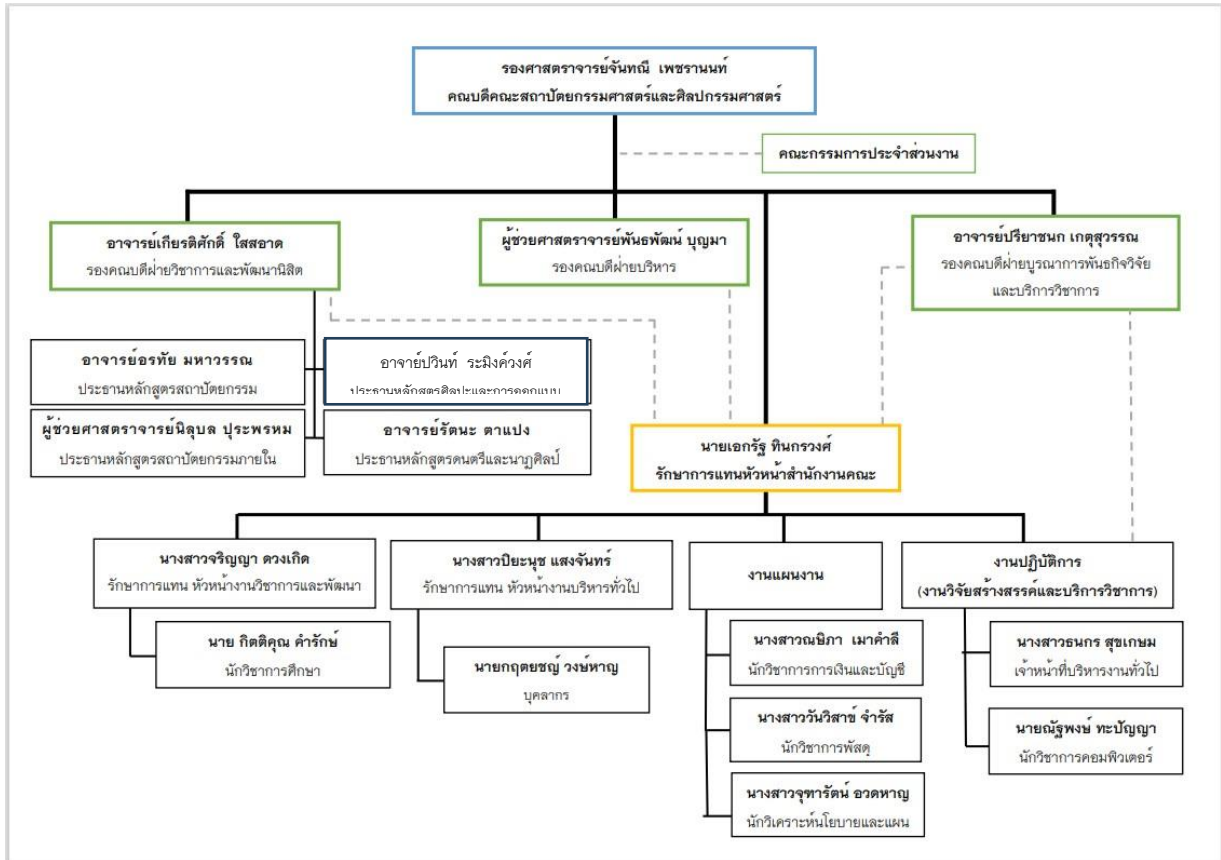 รองศาสตราจารย์จันทณี เพชรานนท์
คณบดีคณะสถาปัตยกรรมศาสตร์และศิลปกรรมศาสตร์
คณะกรรมการประจำส่วนงาน
อาจารย์เกียรติศักดิ์ ใสสอาด
รองคณบดีฝ่ายวิชาการและพัฒนานิสิต
ผู้ช่วยศาสตราจารย์พันธพัฒน์ บุญมา
รองคณบดีฝ่ายบริหาร
อาจารย์ปรียาชนก เกตุสุวรรณ
รองคณบดีฝ่ายบูรณาการพันธกิจวิจัย
และบริการวิชาการ
อาจารย์อรทัย มหาวรรณ
ประธานหลักสูตรสถาปัตยกรรม
อาจาย์ปวินท์ ระมิงค์วงศ์
ประธานหลักสูตรศิลปะและการออกแบบ
ผู้ช่วยศาสตราจารย์นิลุบล ปุระพรหม
ประธานหลักสูตรสถาปัตยกรรมภายใน
อาจารย์รัตนะ ตาแปง
ประธานหลักสูตรดนตรีและนาฏศิลป์
นายเอกรัฐ ทินกรวงศ์
รักษาการแทนหัวหน้าสำนักงานคณะ
นางสาวจริญญา ดวงเกิด
รักษาการแทน หัวหน้างานวิชาการและพัฒนา
นางสาวปิยะนุช แสงจันทร์
รักษาการแทน หัวหน้างานบริหารทั่วไป
งานแผนงาน
งานปฏิบัติการ
(งานวิจัยสร้างสรรค์และบริการวิชาการ)
นาย กิตติคุณ คำรักษ์
นักวิชาการศึกษา
นายกฤตยชญ์ วงษ์หาญ
บุคลากร
นางสาวณษิภา เมาคำลี
นักวิชาการการเงินและบัญชี
นางสาววันวิสาข์ จำรัส
นักวิชาการพัสดุ
นางสาวจุฑารัตน์ อวดหาญ
นักวิเคราะห์นโยบายและแผน
นางสาวธนกร สุขเกษม
เจ้าหน้าที่บริหารงานทั่วไป
นายณัฐพงษ์ ทะปัญญา
นักวิชาการคอมพิวเตอร์